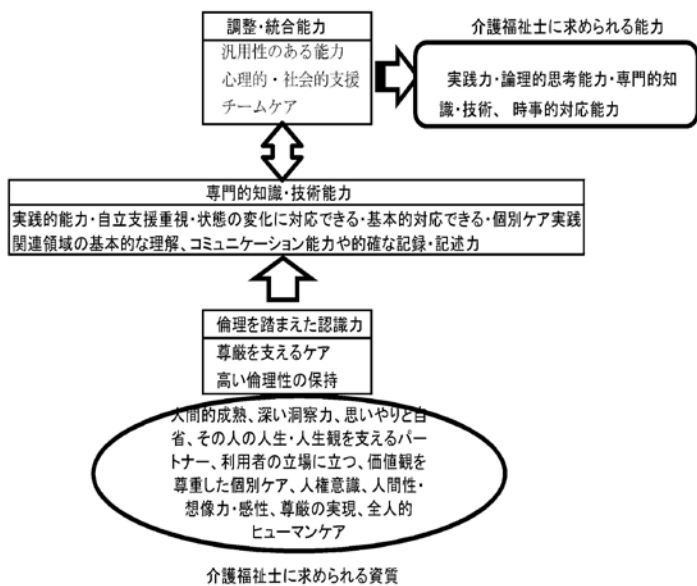 調整・統合能力
汎用性のある能力
心理的・社会的支援
チームケア
介護福祉士に求められる能力
実践力・論理的思考能力・専門的知
識・技術、 時事的対応能力
専門的知識・技術能力
実践的能力・自立支援重視・状態の変化に対応できる・基本的対応できる・個別ケア実践
関連領域の基本的な理解、コミュニケーション能力や的確な記録・記述力
倫理を踏まえた認識力
尊厳を支えるケア
高い倫理性の保持
人間的成熟、深い洞察力、思いやりと自
省、その人の人生・人生観を支えるパー
トナー、利用者の立場に立つ、価値観を
尊重した個別ケア、人権意識、人間性・
想像力・感性、尊厳の実現、全人的
ヒューマンケア
介護福祉士に求められる資質